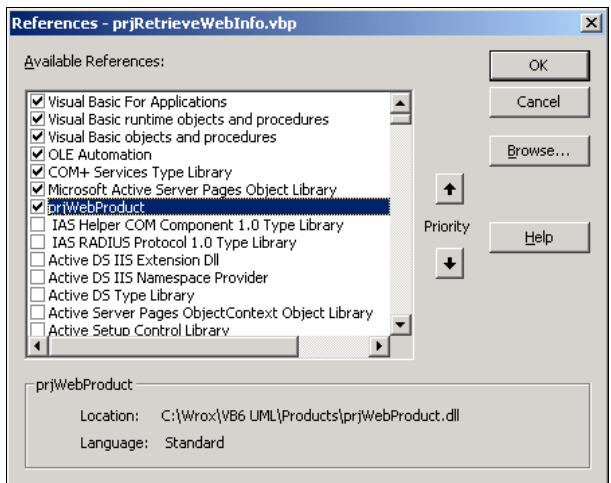 References - prjRetrieveWebInfo.vbp
Available References:
OK
Cancel
Browse...
Help
Visual Basic For Applications
Visual Basic runtime objects and procedures
Visual Basic objects and procedures
OLE Automation
COM+ Services Type Library
Microsoft Active Server Pages Object Library
prjWebProduct
IAS Helper COM Component 1.0 Type Library
IAS RADIUS Protocol 1.0 Type Library
Active DS IIS Extension Dll
Active DS IIS Namespace Provider
Active DS Type Library
Active Server Pages ObjectContext Object Library
Active Setup Control Library
Priority
prjWebProduct
Location: C:\Wrox\VB6 UML\Products\prjWebProduct.dll
Language: Standard